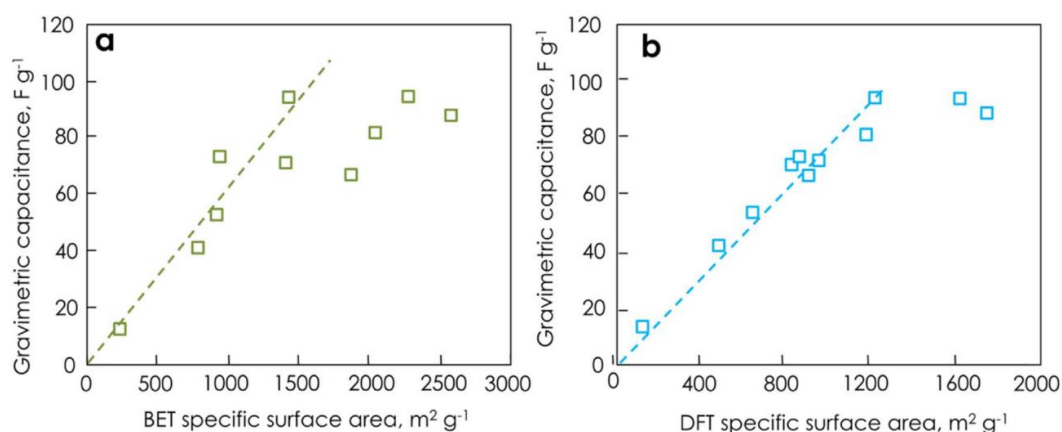 a
Gravimetric capacitance, F g⁻¹
120
100
80
60
40
20
0
0 500 1000 1500 2000 2500 3000
BET specific surface area, m² g⁻¹
b
Gravimetric capacitance, F g⁻¹
120
100
80
60
40
20
0
0 400 800 1200 1600 2000
DFT specific surface area, m² g⁻¹